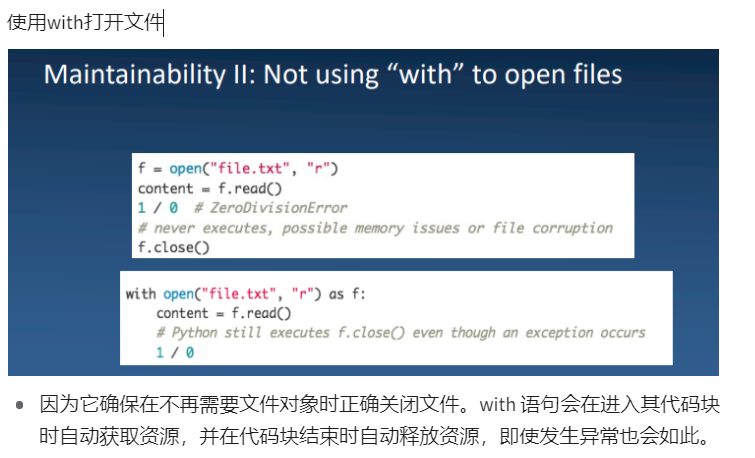 使用with打开文件
Maintainability II: Not using “with” to open files
f = open("file.txt", "r")
content = f.read()
1 / 0  # ZeroDivisionError
# never executes, possible memory issues or file corruption
f.close()
with open("file.txt", "r") as f:
    content = f.read()
    # Python still executes f.close() even though an exception occurs
    1 / 0
• 因为它确保在不再需要文件对象时正确关闭文件。with 语句会在进入其代码块
时自动获取资源，并在代码块结束时自动释放资源，即使发生异常也会如此。